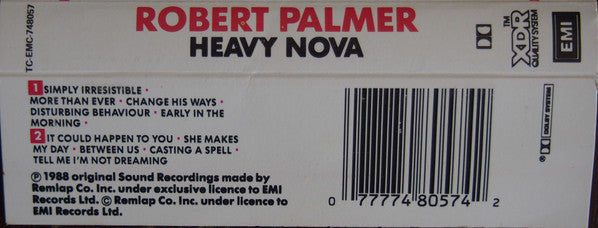 TC-EMC-748057
ROBERT PALMER
HEAVY NOVA
XDR™
QUALITY SYSTEM
EMI
1 SIMPLY IRRESISTIBLE •
MORE THAN EVER • CHANGE HIS WAYS •
DISTURBING BEHAVIOUR • EARLY IN THE
MORNING •
2 IT COULD HAPPEN TO YOU • SHE MAKES
MY DAY • BETWEEN US • CASTING A SPELL •
TELL ME I'M NOT DREAMING
℗ 1988 original Sound Recordings made by
Remlap Co. Inc. under exclusive licence to EMI
Records Ltd. © Remlap Co. Inc. under licence to
EMI Records Ltd.
0 77774 80574 2
® DOLBY SYSTEM